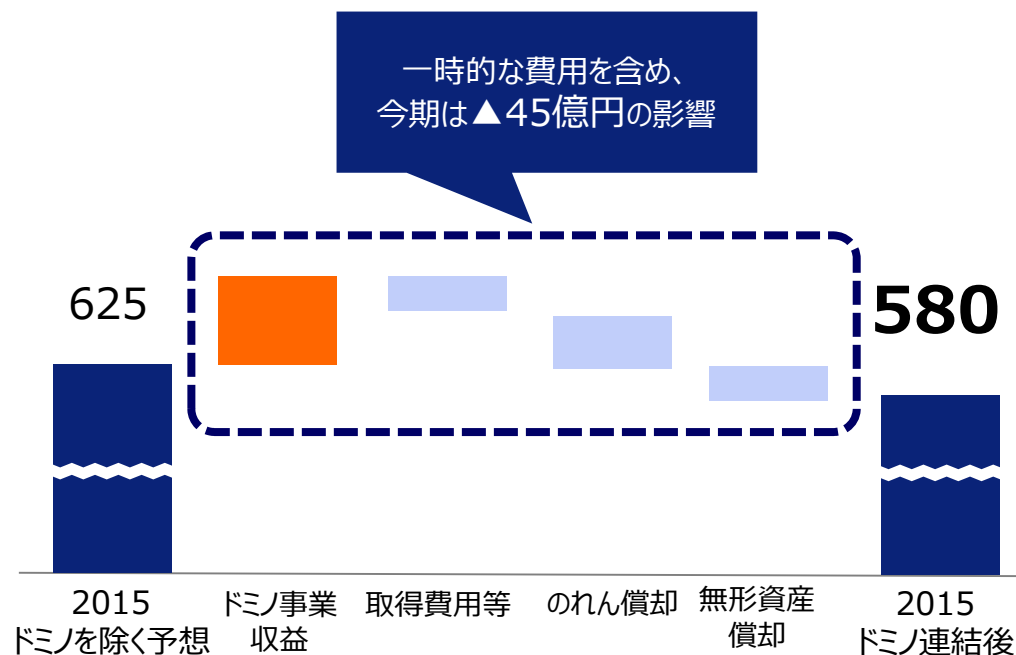 一時的な費用を含め、
今期は▲45億円の影響
625
580
2015
ドミノを除く予想
ドミノ事業
収益
取得費用等
のれん償却
無形資産
償却
2015
ドミノ連結後